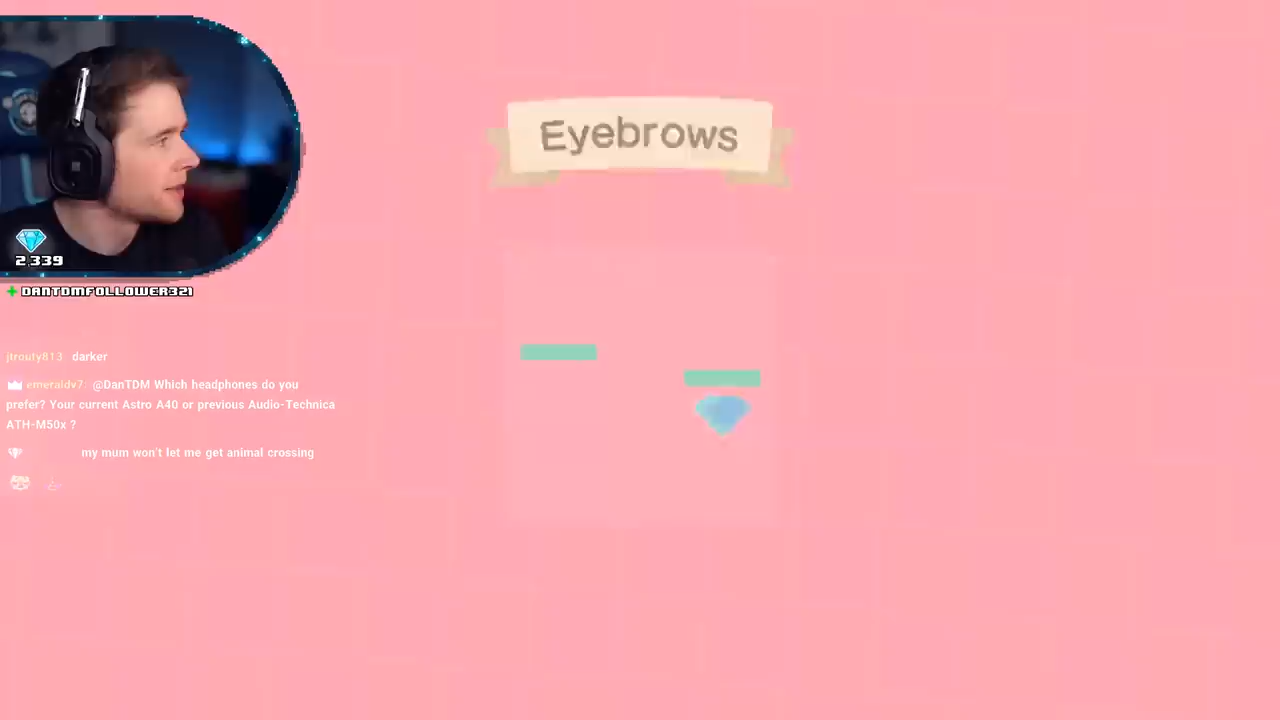 Eyebrows
2,339
+ DANTDMFOLLOWER321
jtrouty813: darker
emeraldv7: @DanTDM Which headphones do you
prefer? Your current Astro A40 or previous Audio-Technica
ATH-M50x ?
my mum won't let me get animal crossing